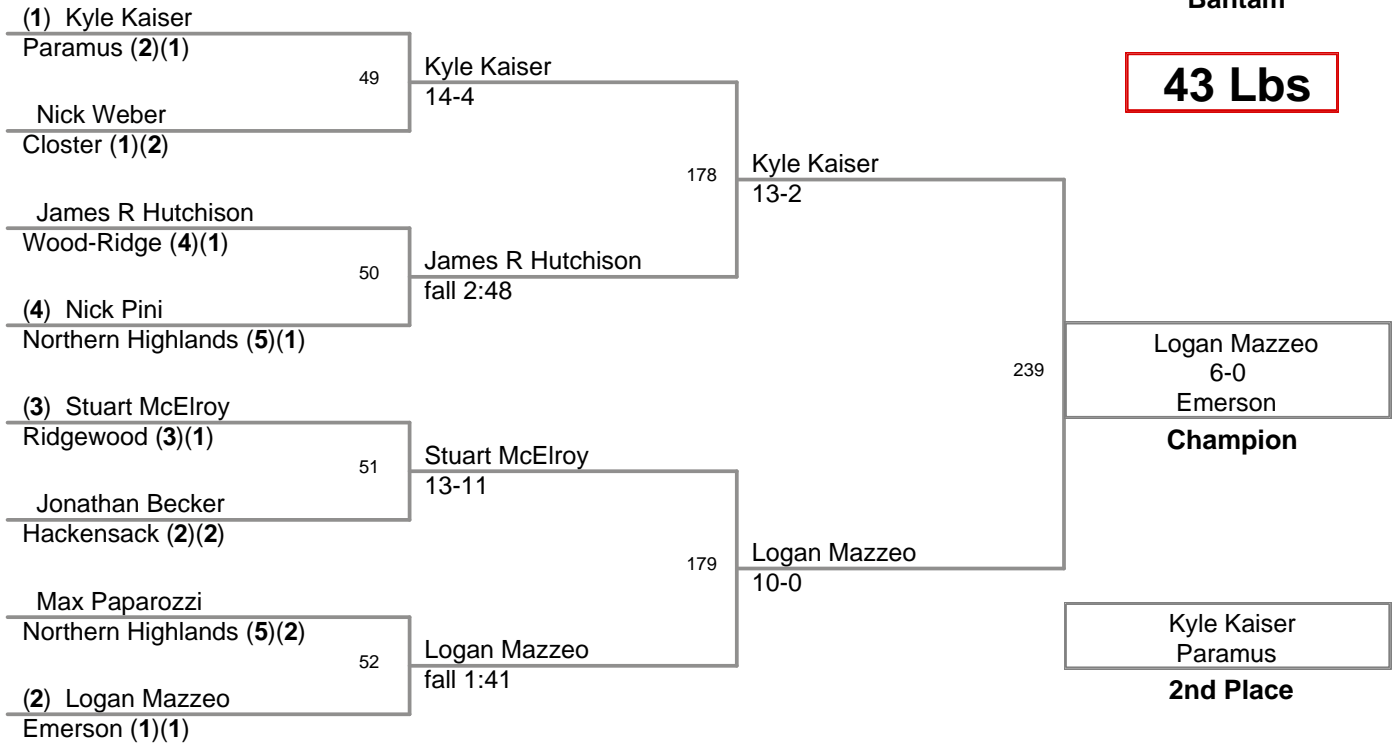 Bantam
43 Lbs
(1) Kyle Kaiser
Paramus (2)(1)
49
Nick Weber
Closter (1)(2)
James R Hutchison
Wood-Ridge (4)(1)
50
(4) Nick Pini
Northern Highlands (5)(1)
(3) Stuart McElroy
Ridgewood (3)(1)
51
Jonathan Becker
Hackensack (2)(2)
Max Paparozzi
Northern Highlands (5)(2)
52
(2) Logan Mazzeo
Emerson (1)(1)
Kyle Kaiser
14-4
178
James R Hutchison
fall 2:48
Stuart McElroy
13-11
179
Logan Mazzeo
fall 1:41
Kyle Kaiser
13-2
239
Logan Mazzeo
10-0
Logan Mazzeo
6-0
Emerson
Champion
Kyle Kaiser
Paramus
2nd Place